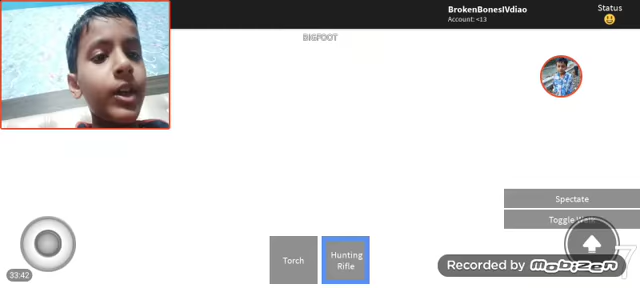 BrokenBonesIVdiao
Account: <13
Status
BIGFOOT
Spectate
Toggle Walk
Torch
Hunting
Rifle
33:42
Recorded by Mobizen